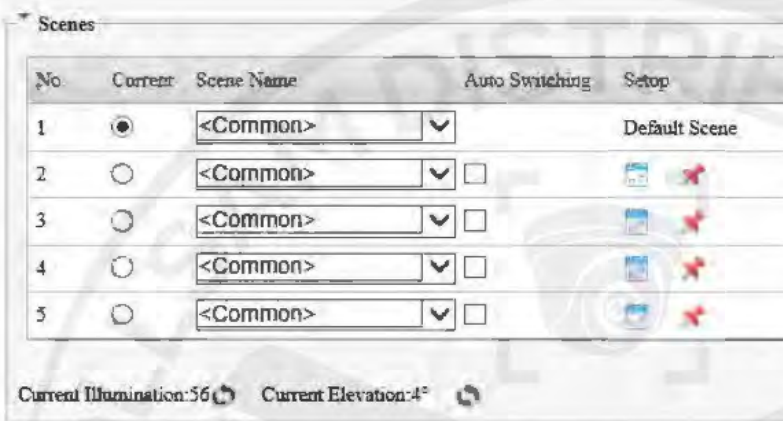 Scenes
No. Current Scene Name Auto Switching Setup
1 <Common> Default Scene
2 <Common>
3 <Common>
4 <Common>
5 <Common>
Current Illumination:56 Current Elevation:4°